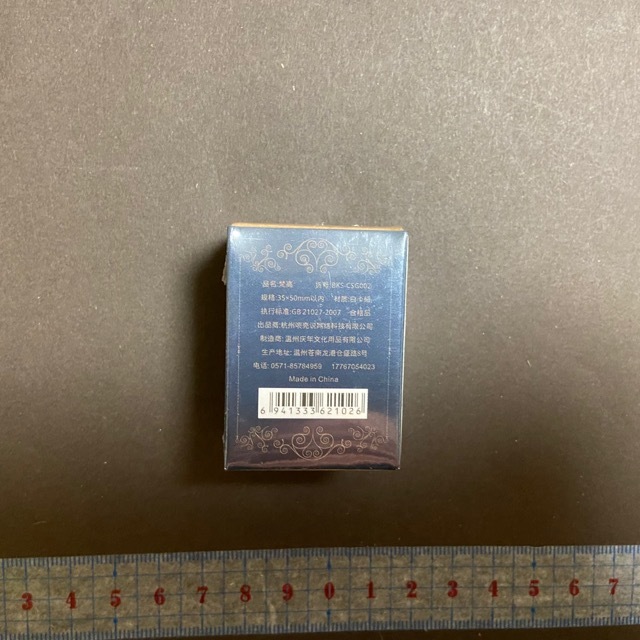 品名:梵高 货号:BKS-CSG002
规格:35×50mm以内 材质:白卡纸
执行标准:GB 21027-2007 合格品
出品商:杭州 网络科技有限公司
制造商:温州庆华文化用品有限公司
生产地址:温州苍南龙港仓盛路8号
电话:0571-85784959 17767054023
Made in China
6 941333 621026
3 4 5 6 7 8 9 0 1 2 3 4 5 6 7